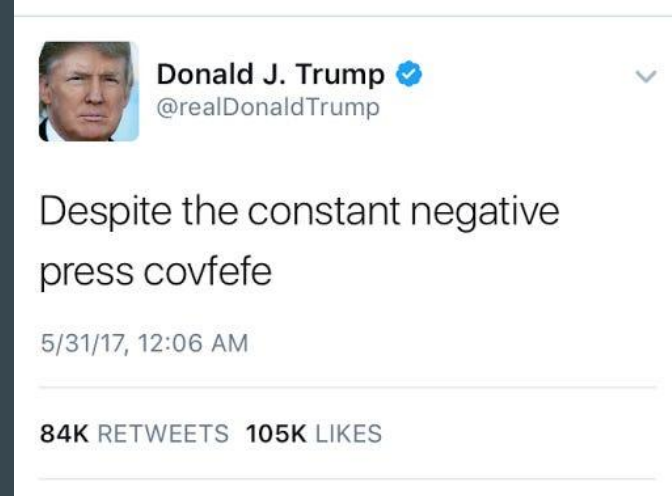 Donald J. Trump
@realDonaldTrump
Despite the constant negative
press covfefe
5/31/17, 12:06 AM
84K RETWEETS 105K LIKES